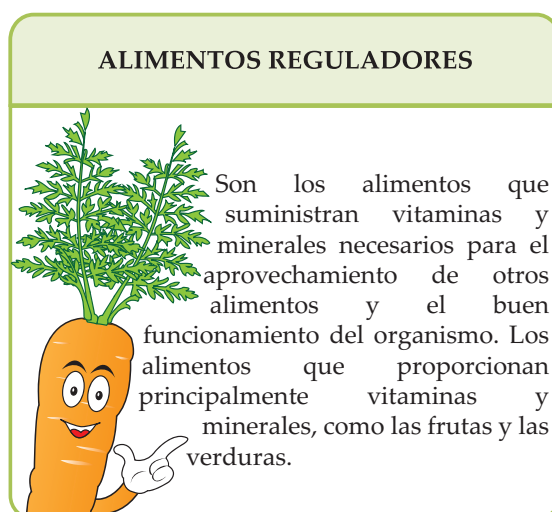 ALIMENTOS REGULADORES
Son los alimentos que
suministran vitaminas y
minerales necesarios para el
aprovechamiento de otros
alimentos y el buen
funcionamiento del organismo. Los
alimentos que proporcionan
principalmente vitaminas y
minerales, como las frutas y las
verduras.